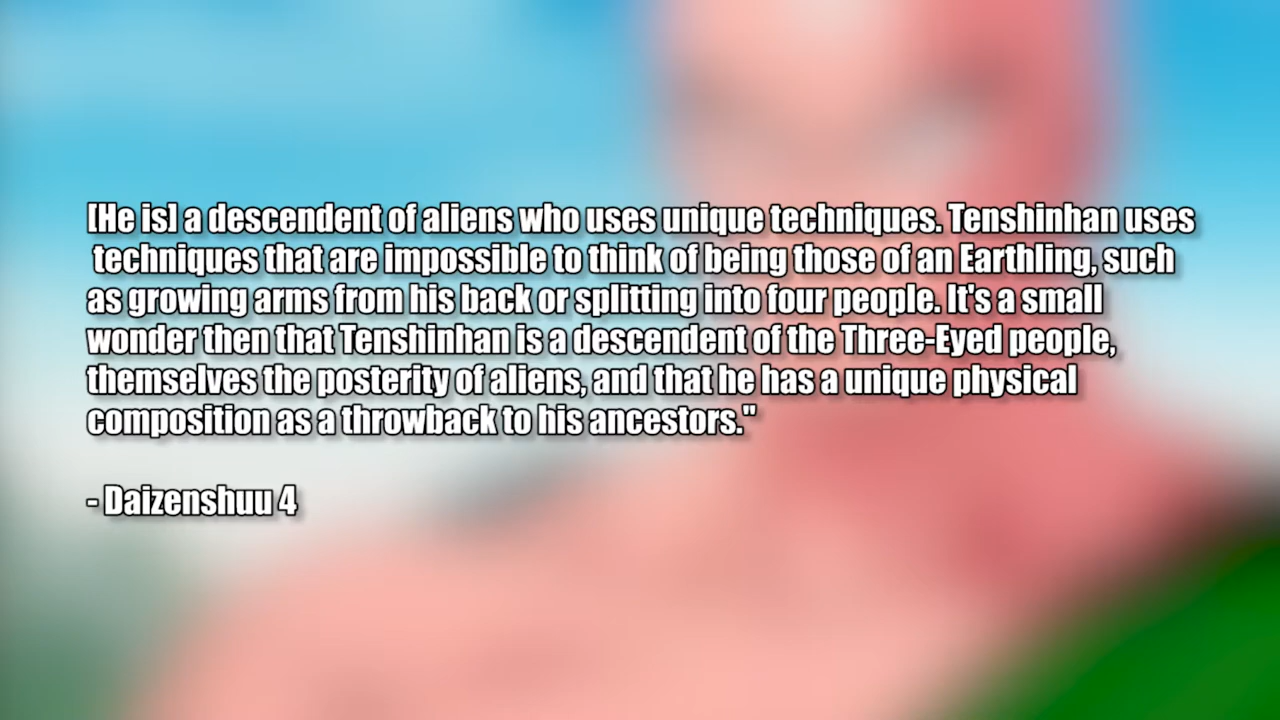 [He is] a descendent of aliens who uses unique techniques. Tenshinhan uses
techniques that are impossible to think of being those of an Earthling, such
as growing arms from his back or splitting into four people. It's a small
wonder then that Tenshinhan is a descendent of the Three-Eyed people,
themselves the posterity of aliens, and that he has a unique physical
composition as a throwback to his ancestors."
- Daizenshuu 4